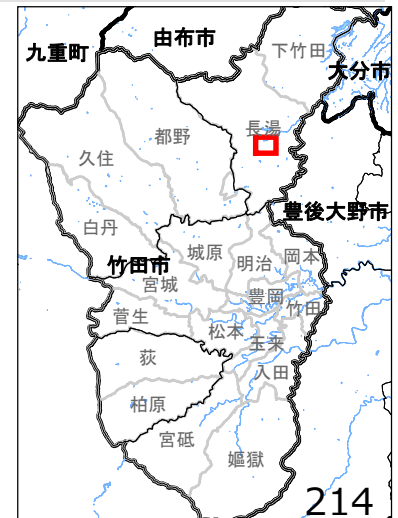 由布市
九重町
下竹田
大分市
長湯
都野
久住
白丹
豊後大野市
城原
岡本
明治
竹田市
宮城
豊岡
竹田
菅生
松本
玉来
荻
入田
柏原
宮砥
嫗獄
214